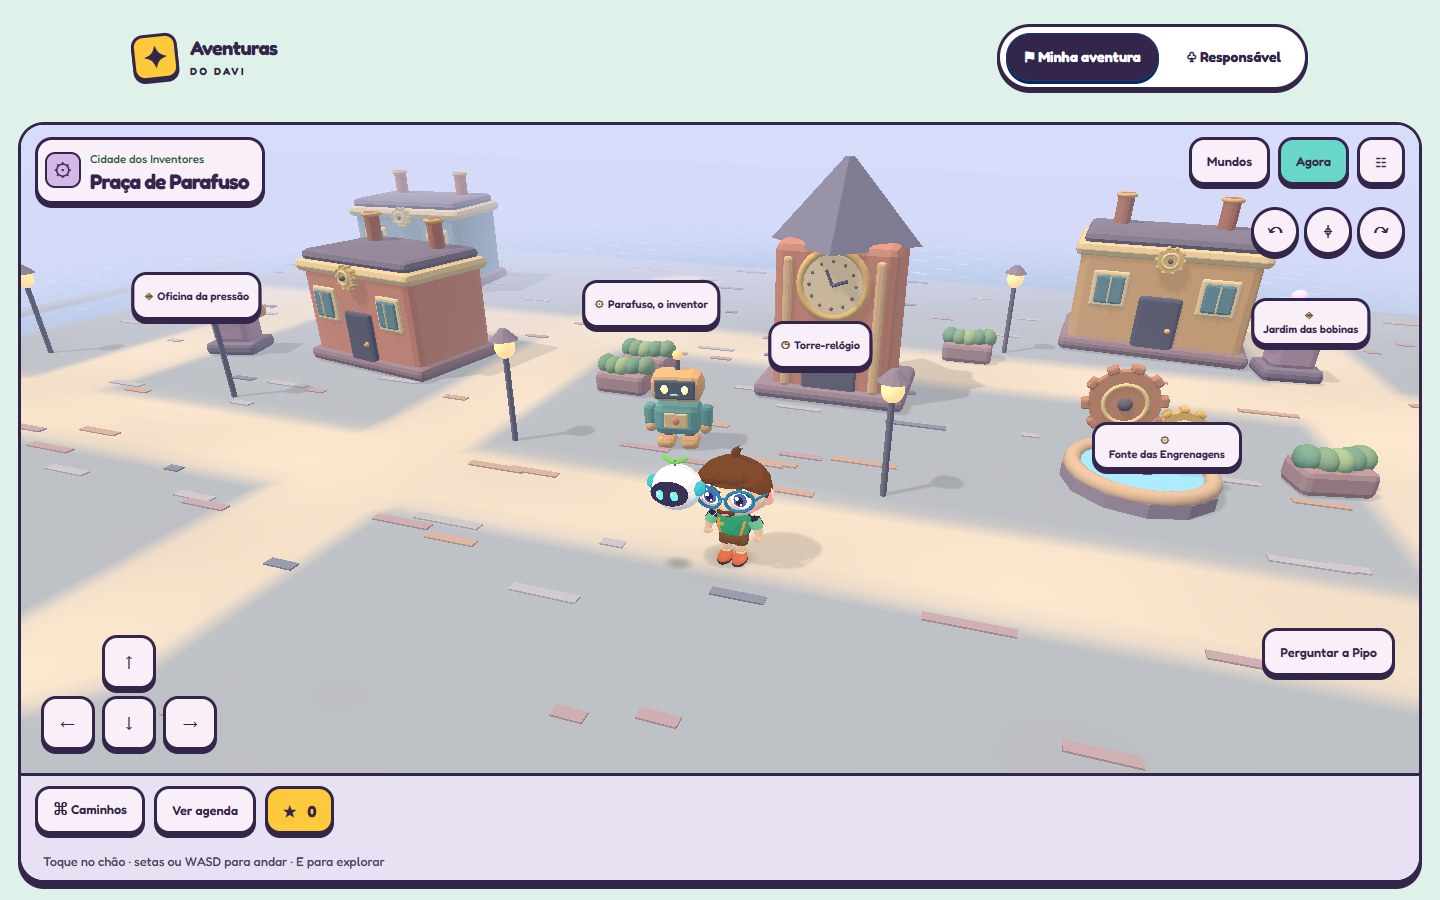 Aventuras
DO DAVI
Minha aventura
Responsável
Cidade dos Inventores
Praça de Parafuso
Mundos
Agora
Oficina da pressão
Parafuso, o inventor
Torre-relógio
Jardim das bobinas
Fonte das Engrenagens
Perguntar a Pipo
Caminhos
Ver agenda
★ 0
Toque no chão · setas ou WASD para andar · E para explorar